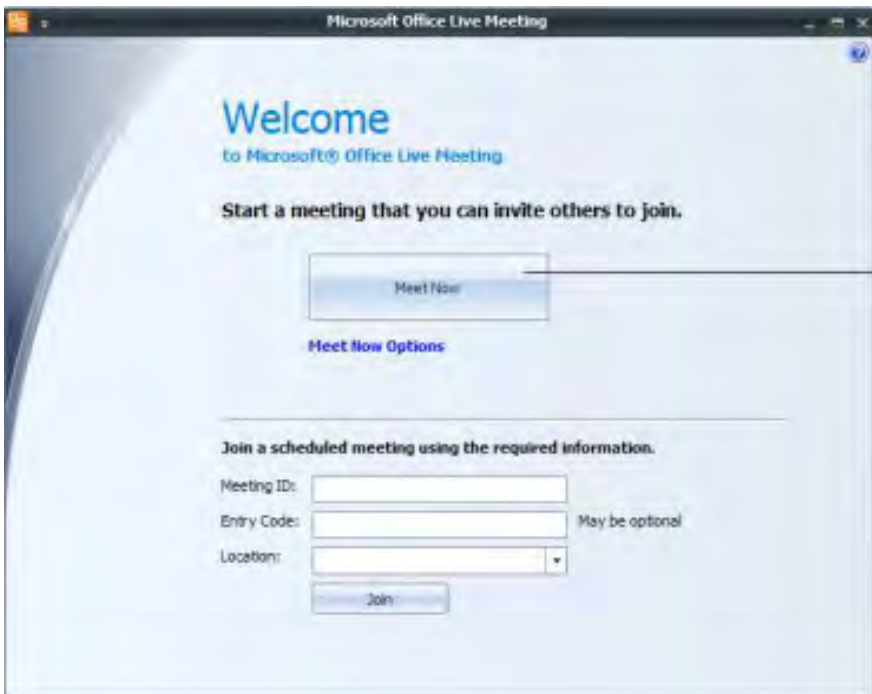 Microsoft Office Live Meeting
Welcome
to Microsoft® Office Live Meeting
Start a meeting that you can invite others to join.
Meet Now
Meet Now Options
Join a scheduled meeting using the required information.
Meeting ID:
Entry Code:
May be optional
Location:
Join